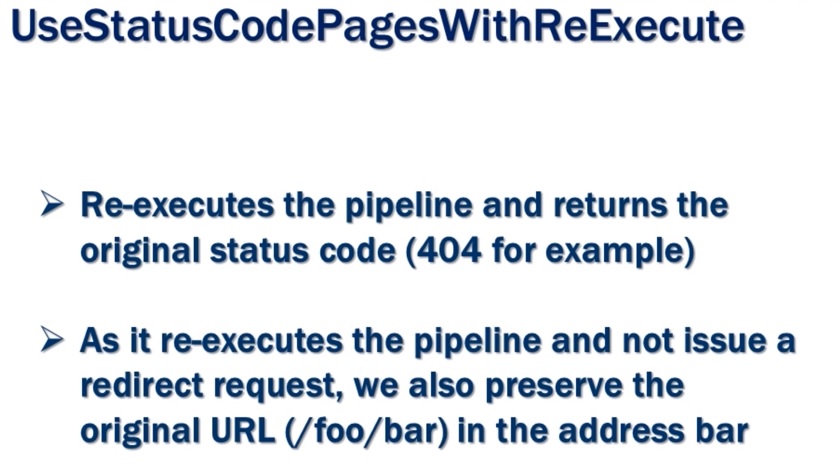 UseStatusCodePagesWithReExecute
Re-executes the pipeline and returns the
original status code (404 for example)
As it re-executes the pipeline and not issue a
redirect request, we also preserve the
original URL (/foo/bar) in the address bar